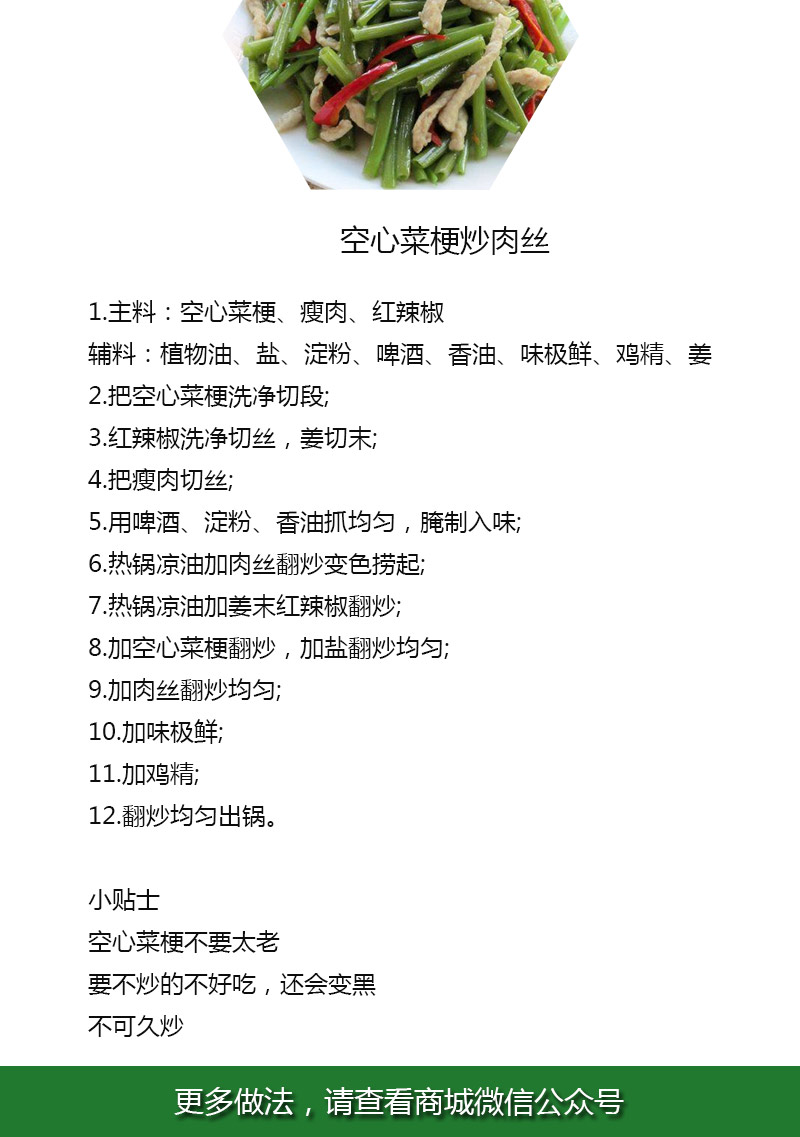 空心菜梗炒肉丝
1.主料：空心菜梗、瘦肉、红辣椒
辅料：植物油、盐、淀粉、啤酒、香油、味极鲜、鸡精、姜
2.把空心菜梗洗净切段;
3.红辣椒洗净切丝，姜切末;
4.把瘦肉切丝;
5.用啤酒、淀粉、香油抓均匀，腌制入味;
6.热锅凉油加肉丝翻炒变色捞起;
7.热锅凉油加姜末红辣椒翻炒;
8.加空心菜梗翻炒，加盐翻炒均匀;
9.加肉丝翻炒均匀;
10.加味极鲜;
11.加鸡精;
12.翻炒均匀出锅。
小贴士
空心菜梗不要太老
要不炒的不好吃，还会变黑
不可久炒
更多做法，请查看商城微信公众号